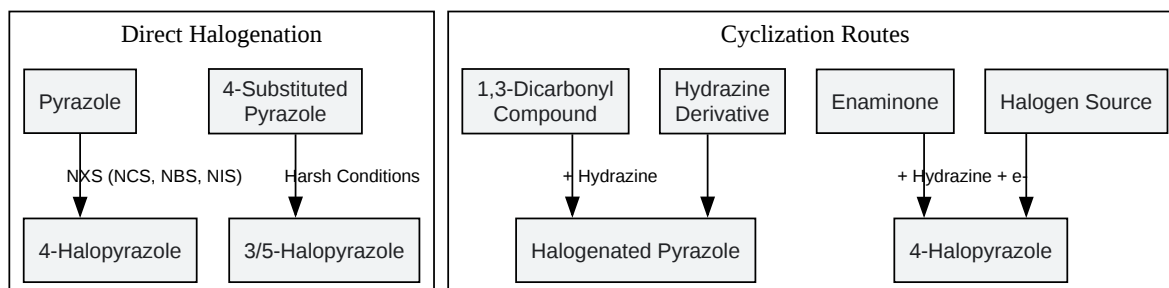 Direct Halogenation
Pyrazole
4-Substituted
Pyrazole
NXS (NCS, NBS, NIS)
Harsh Conditions
4-Halopyrazole
3/5-Halopyrazole
Cyclization Routes
1,3-Dicarbonyl
Compound
Hydrazine
Derivative
Enaminone
Halogen Source
+ Hydrazine
+ Hydrazine + e-
Halogenated Pyrazole
4-Halopyrazole